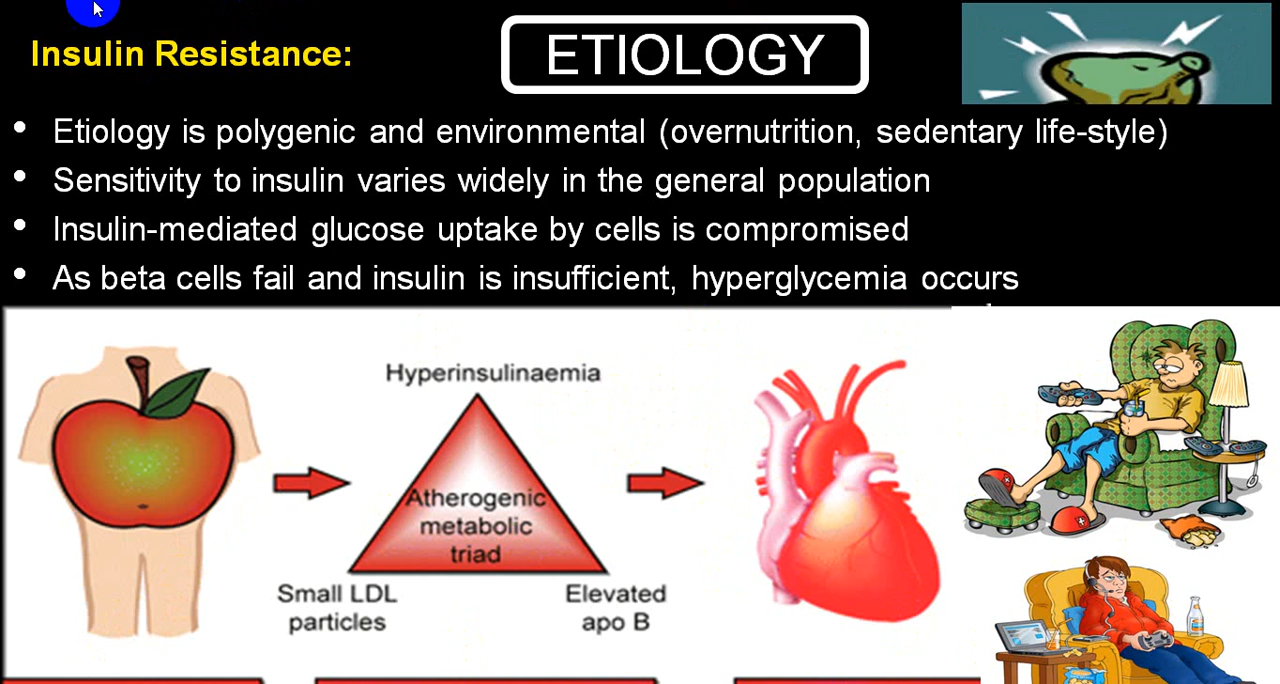 Insulin Resistance:
ETIOLOGY
• Etiology is polygenic and environmental (overnutrition, sedentary life-style)
• Sensitivity to insulin varies widely in the general population
• Insulin-mediated glucose uptake by cells is compromised
• As beta cells fail and insulin is insufficient, hyperglycemia occurs
Hyperinsulinaemia
Atherogenic
metabolic
triad
Small LDL
particles
Elevated
apo B